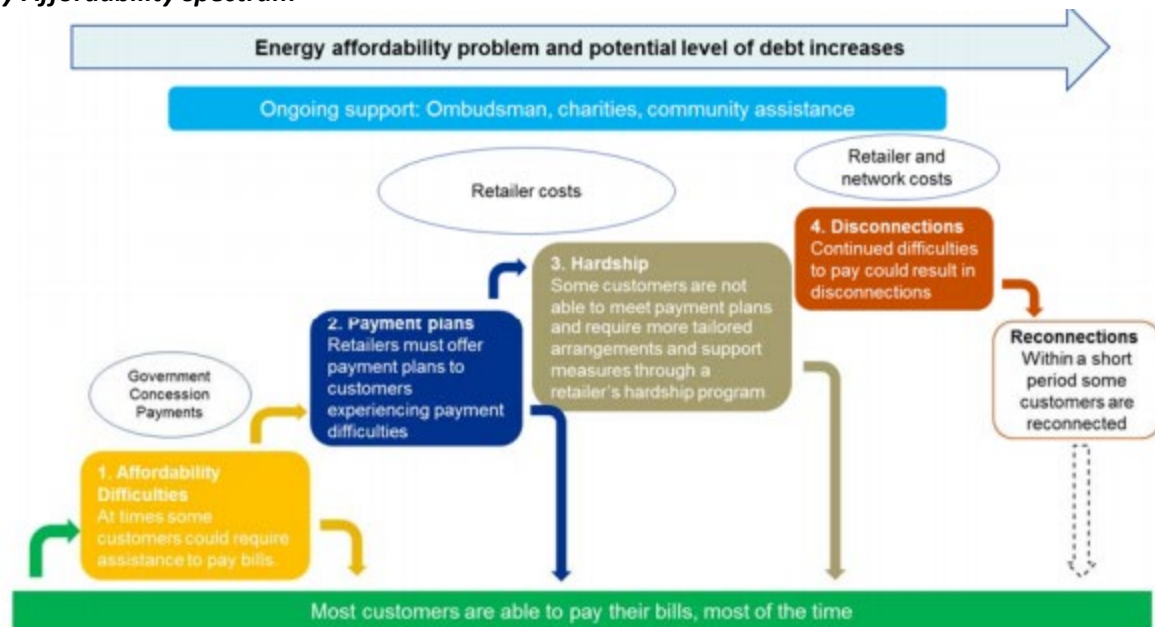 ) Affordability spectrum
Energy affordability problem and potential level of debt increases
Ongoing support: Ombudsman, charities, community assistance
Retailer costs
Retailer and
network costs
4. Disconnections
Continued difficulties
to pay could result in
disconnections
3. Hardship
Some customers are not
able to meet payment plans
and require more tailored
arrangements and support
measures through a
retailer's hardship program
2. Payment plans
Retailers must offer
payment plans to
customers
experiencing payment
difficulties
Reconnections
Within a short
period some
customers are
reconnected
Government
Concession
Payments
1. Affordability
Difficulties
At times some
customers could require
assistance to pay bills.
Most customers are able to pay their bills, most of the time